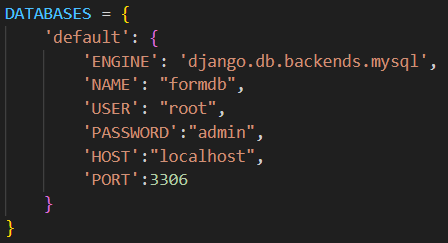 DATABASES = {
    'default': {
        'ENGINE': 'django.db.backends.mysql',
        'NAME': "formdb",
        'USER': "root",
        'PASSWORD':"admin",
        'HOST':"localhost",
        'PORT':3306
    }
}